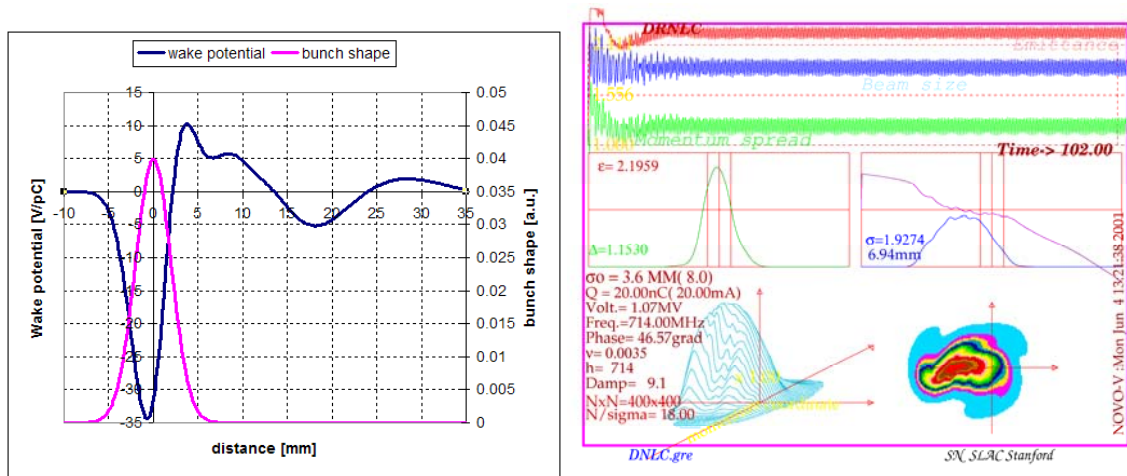 wake potential bunch shape
15
10
5
0
-5
-10
-15
-20
-25
-30
-35
-10 -5 0 5 10 15 20 25 30 35
0.05
0.045
0.04
0.035
0.03
0.025
0.02
0.015
0.01
0.005
0
Wake potential [V/pC]
bunch shape [a.u.]
distance [mm]
DRNLC
Emittance
Beam size
1.556
Momentum spread
1.000
Time-> 102.00
ε= 2.1959
Δ=1.1530
σ=1.9274
6.94mm
σo = 3.6 MM( 8.0)
Q = 20.00nC( 20.00mA)
Volt.= 1.07MV
Freq.=714.00MHz
Phase= 46.57grad
ν= 0.0035
h= 714
Damp= 9.1
NxN=400x400
N/sigma= 18.00
NOVO-V :Mon Jun 4 13:21:38 2001
DNLC.gre
SN, SLAC Stanford